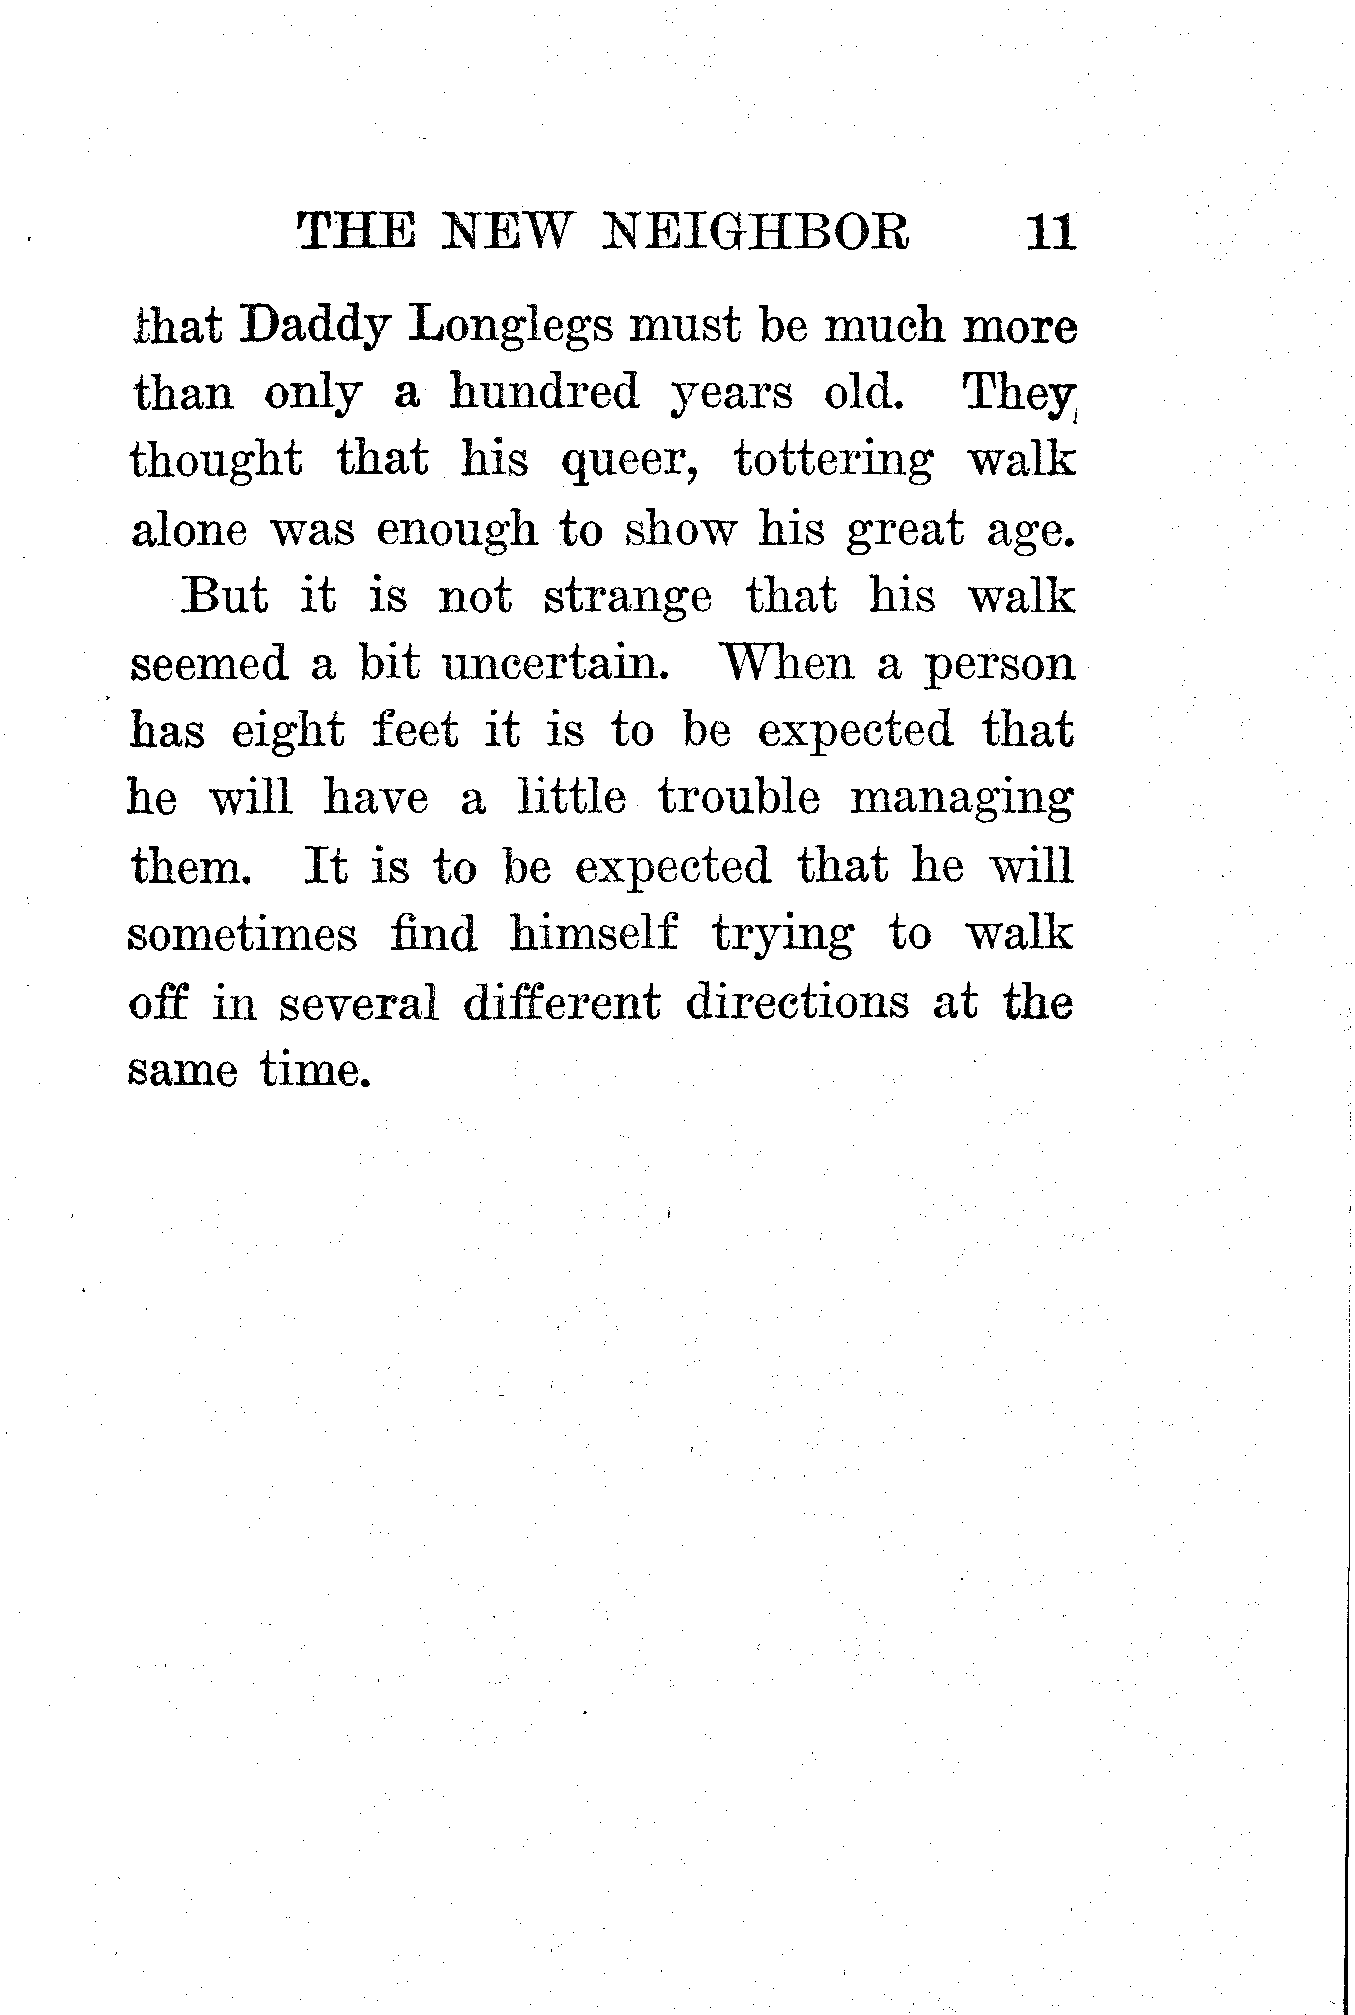 THE NEW NEIGHBOR 11
that Daddy Longlegs must be much more
than only a hundred years old. They
thought that his queer, tottering walk
alone was enough to show his great age.
But it is not strange that his walk
seemed a bit uncertain. When a person
has eight feet it is to be expected that
he will have a little trouble managing
them. It is to be expected that he will
sometimes find himself trying to walk
off in several different directions at the
same time.